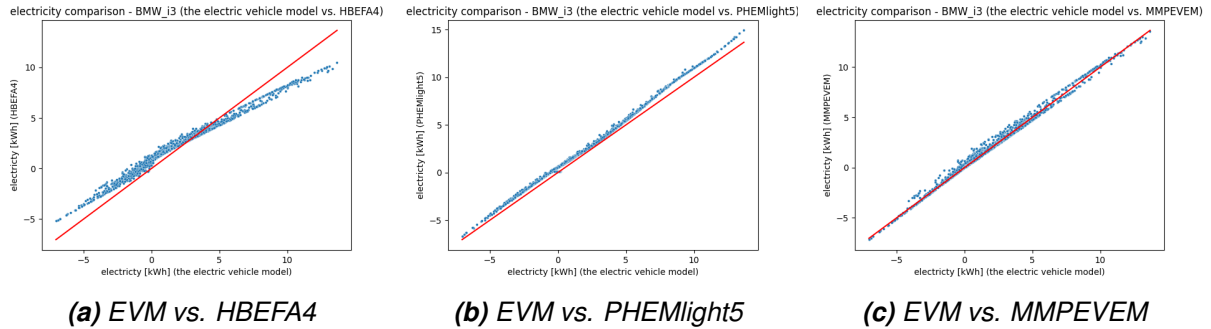 electricity comparison - BMW_i3 (the electric vehicle model vs. HBEFA4)
electricty [kWh] (HBEFA4)
10
5
0
−5
−5
0
5
10
electricty [kWh] (the electric vehicle model)
(a) EVM vs. HBEFA4
electricity comparison - BMW_i3 (the electric vehicle model vs. PHEMlight5)
electricty [kWh] (PHEMlight5)
15
10
5
0
−5
−5
0
5
10
electricty [kWh] (the electric vehicle model)
(b) EVM vs. PHEMlight5
electricity comparison - BMW_i3 (the electric vehicle model vs. MMPEVEM)
electricty [kWh] (MMPEVEM)
10
5
0
−5
−5
0
5
10
electricty [kWh] (the electric vehicle model)
(c) EVM vs. MMPEVEM